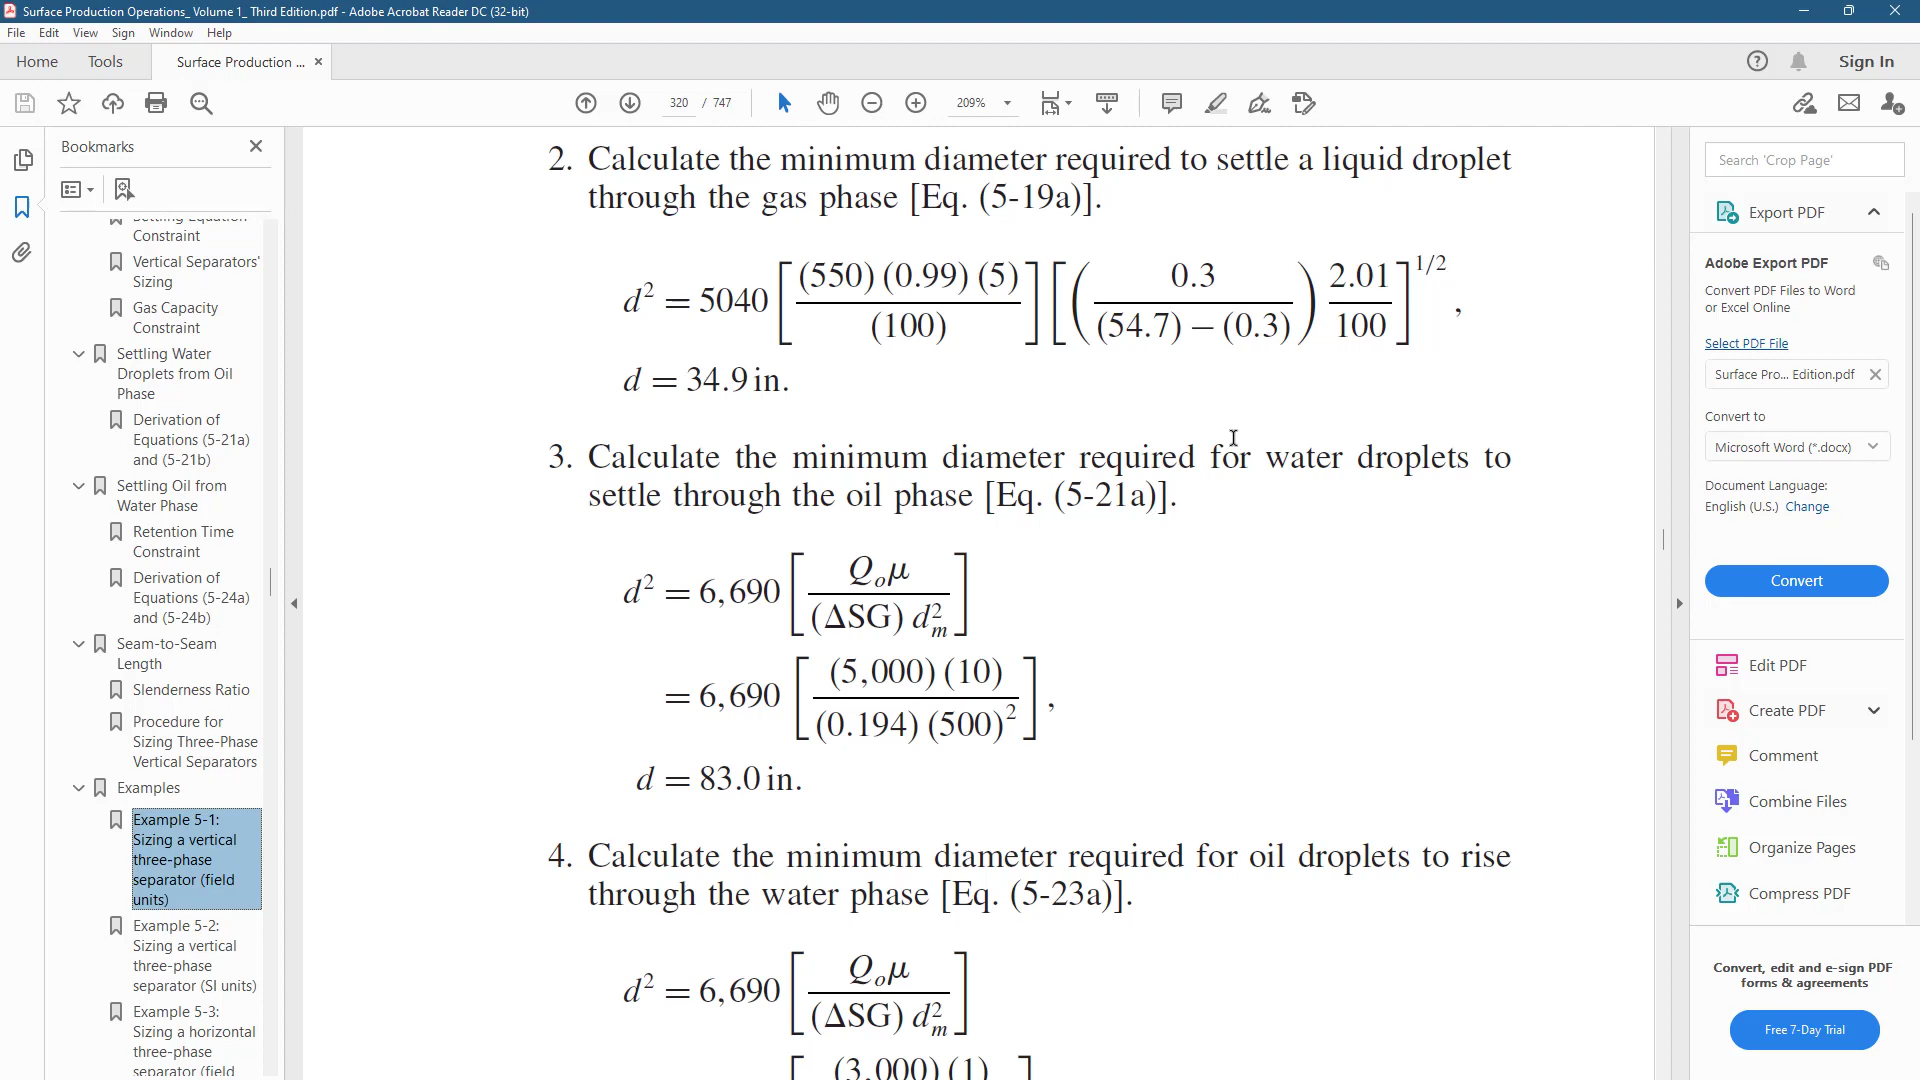 Surface Production Operations_ Volume 1_ Third Edition.pdf - Adobe Acrobat Reader DC (32-bit)
File Edit View Sign Window Help
Home Tools Surface Production ... × Sign In
320 / 747 209%
Bookmarks
Constraint
Vertical Separators'
Sizing
Gas Capacity
Constraint
Settling Water
Droplets from Oil
Phase
Derivation of
Equations (5-21a)
and (5-21b)
Settling Oil from
Water Phase
Retention Time
Constraint
Derivation of
Equations (5-24a)
and (5-24b)
Seam-to-Seam
Length
Slenderness Ratio
Procedure for
Sizing Three-Phase
Vertical Separators
Examples
Example 5-1:
Sizing a vertical
three-phase
separator (field
units)
Example 5-2:
Sizing a vertical
three-phase
separator (SI units)
Example 5-3:
Sizing a horizontal
three-phase
separator (field
2. Calculate the minimum diameter required to settle a liquid droplet
through the gas phase [Eq. (5-19a)].
d² = 5040 [(550) (0.99) (5) / (100)] [(0.3 / (54.7) − (0.3)) 2.01 / 100]^1/2 ,
d = 34.9 in.
3. Calculate the minimum diameter required for water droplets to
settle through the oil phase [Eq. (5-21a)].
d² = 6,690 [Qₒμ / (ΔSG) d²ₘ]
= 6,690 [(5,000) (10) / (0.194) (500)²] ,
d = 83.0 in.
4. Calculate the minimum diameter required for oil droplets to rise
through the water phase [Eq. (5-23a)].
d² = 6,690 [Qₒμ / (ΔSG) d²ₘ]
(3,000) (1)
Search 'Crop Page'
Export PDF
Adobe Export PDF
Convert PDF Files to Word
or Excel Online
Select PDF File
Surface Pro... Edition.pdf
Convert to
Microsoft Word (*.docx)
Document Language:
English (U.S.) Change
Convert
Edit PDF
Create PDF
Comment
Combine Files
Organize Pages
Compress PDF
Convert, edit and e-sign PDF
forms & agreements
Free 7-Day Trial